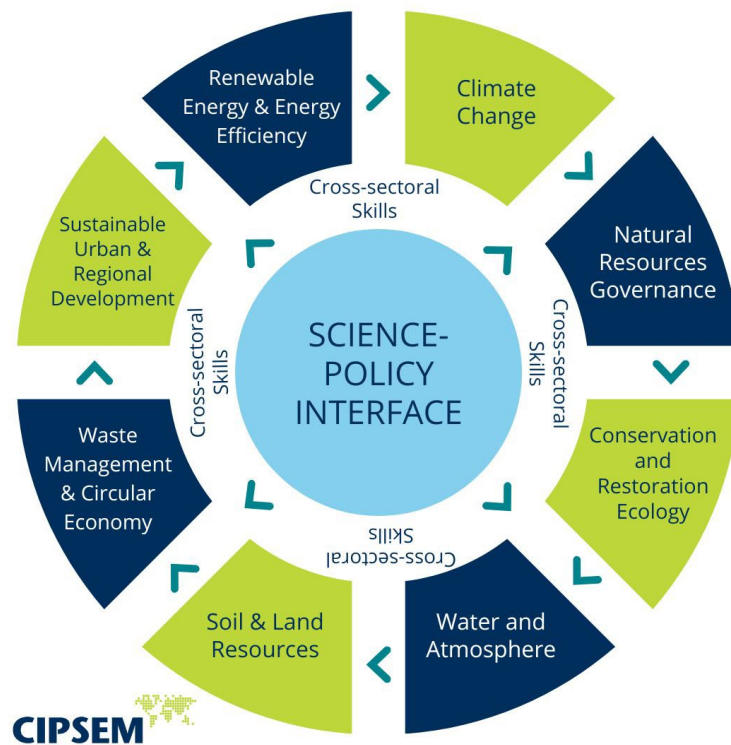 Renewable
Energy & Energy
Efficiency
Climate
Change
Natural
Resources
Governance
Conservation
and
Restoration
Ecology
Water and
Atmosphere
Soil & Land
Resources
Waste
Management
& Circular
Economy
Sustainable
Urban &
Regional
Development
Cross-sectoral
Skills
Cross-sectoral
Skills
Cross-sectoral
Skills
Cross-sectoral
Skills
SCIENCE-
POLICY
INTERFACE
CIPSEM